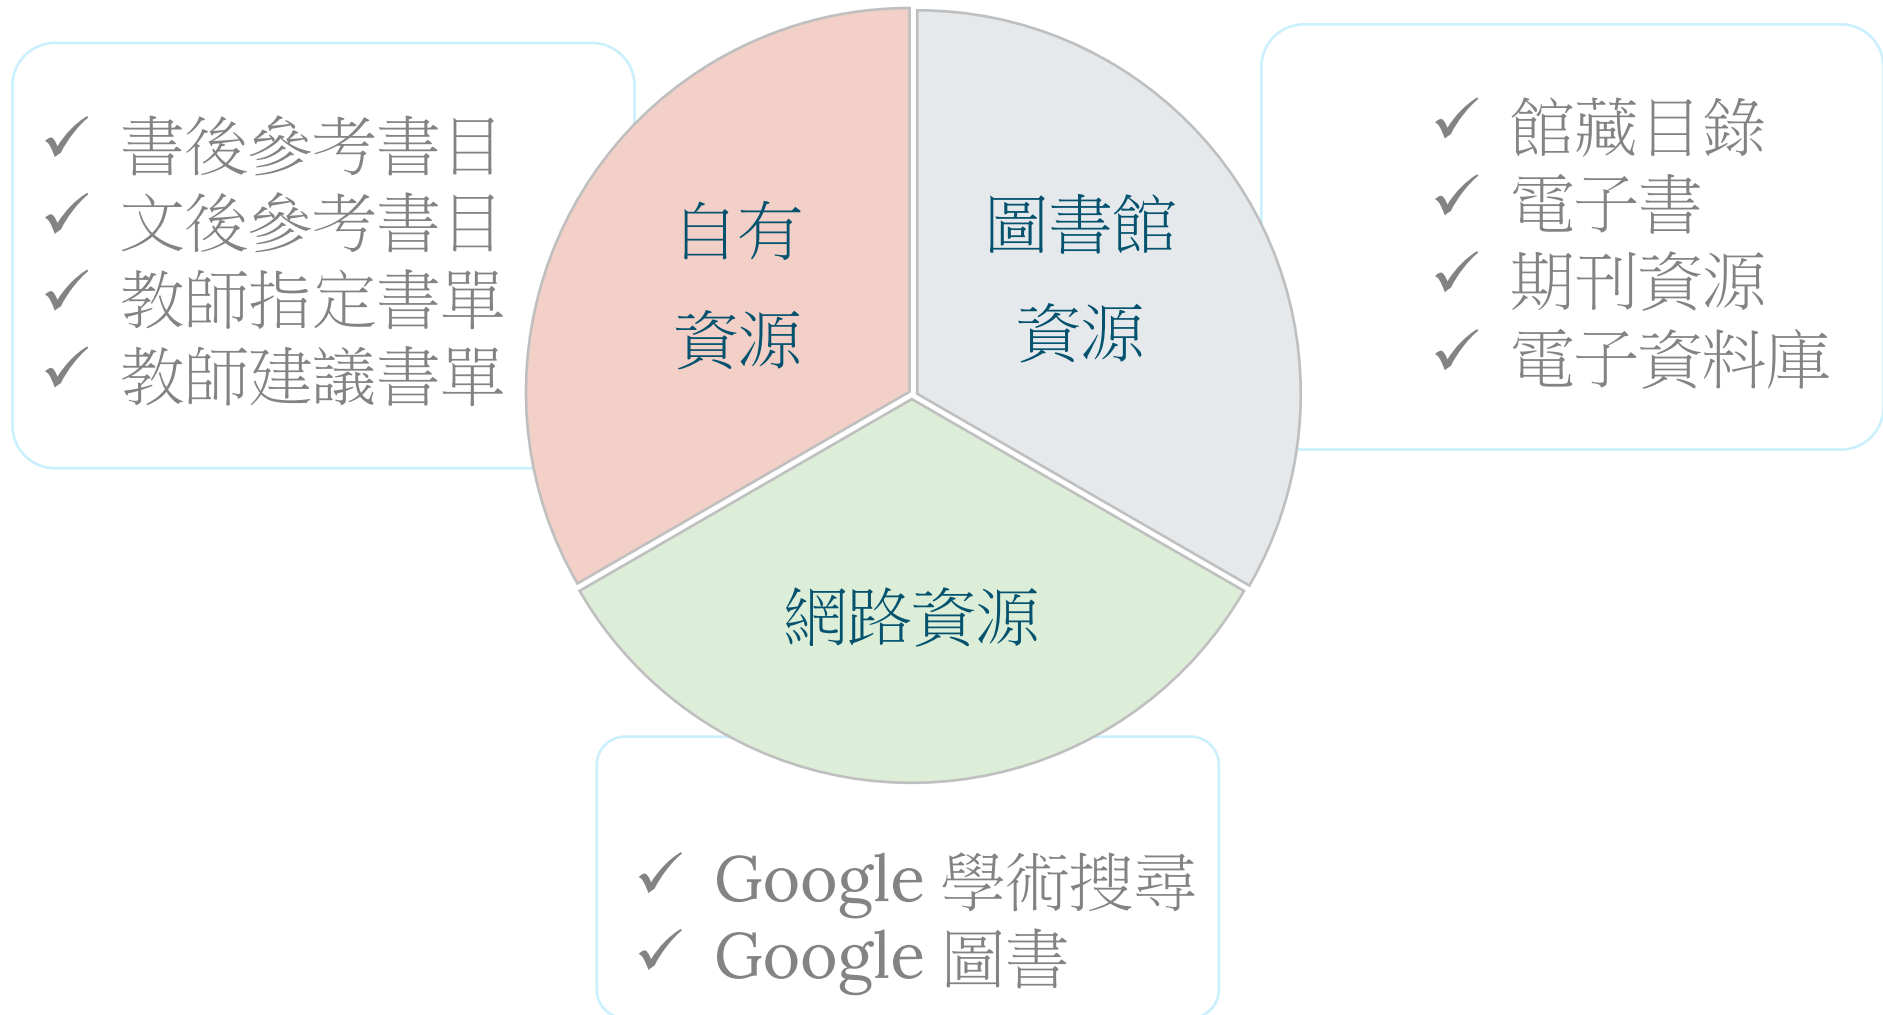 書後參考書目
文後參考書目
教師指定書單
教師建議書單
自有
資源
圖書館
資源
館藏目錄
電子書
期刊資源
電子資料庫
網路資源
Google 學術搜尋
Google 圖書